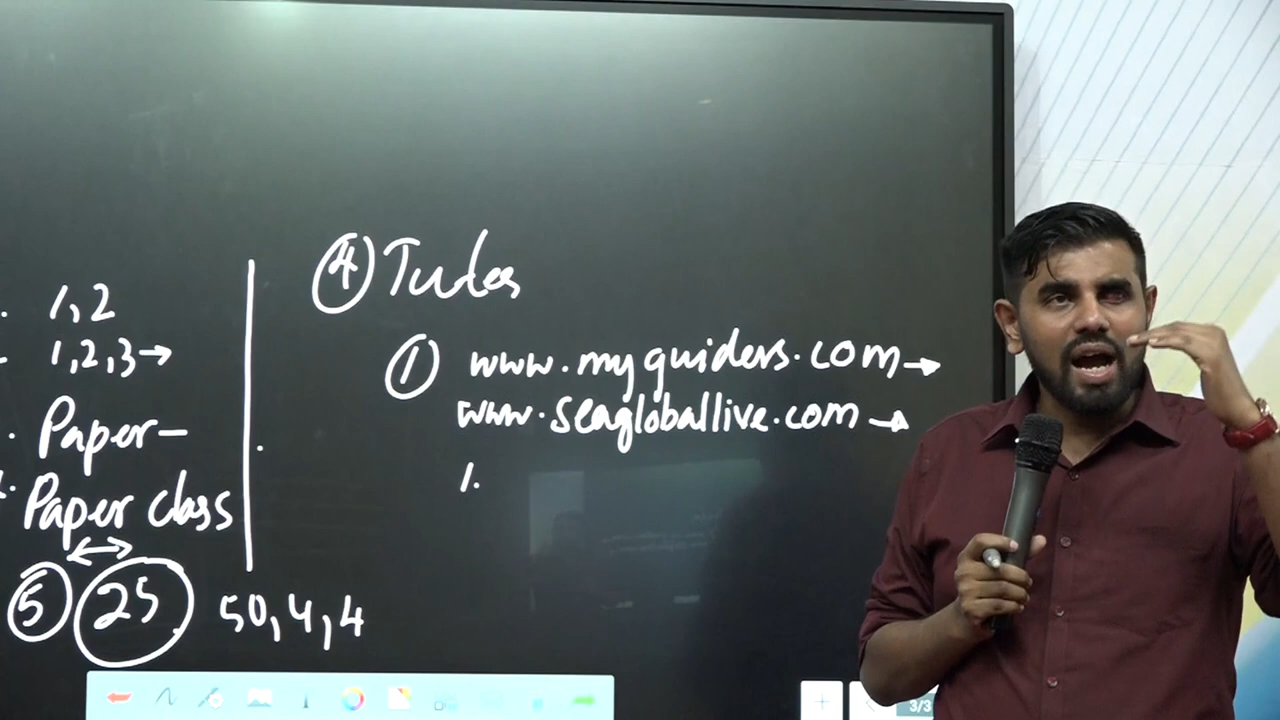 1,2
1,2,3→
Paper-
Paper class
5 25 50,4,4
4 Tutes
1 www.myguiders.com→
www.seagloballive.com→
1.
3/3